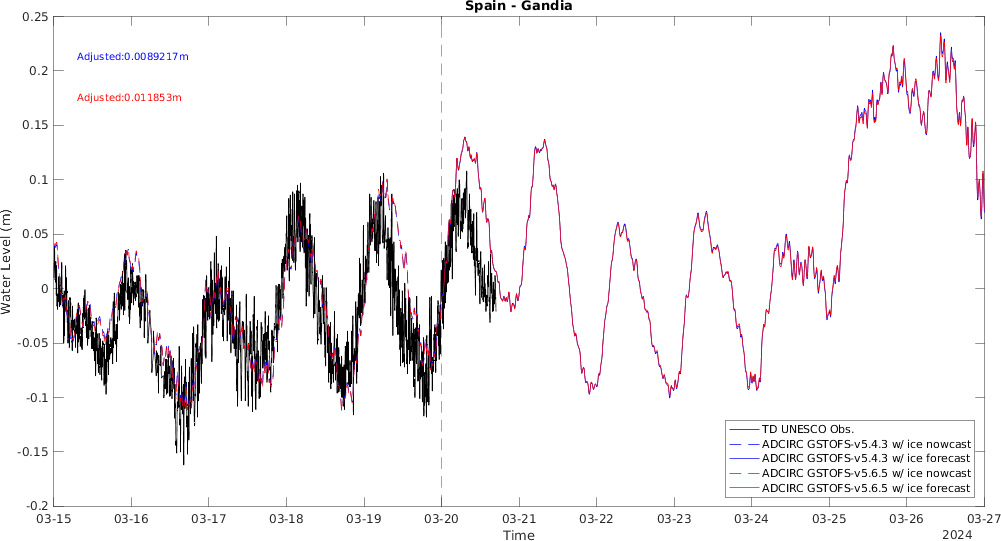 Spain - Gandia
0.25
0.2
0.15
0.1
0.05
0
-0.05
-0.1
-0.15
-0.2
Water Level (m)
Adjusted:0.0089217m
Adjusted:0.011853m
TD UNESCO Obs.
ADCIRC GSTOFS-v5.4.3 w/ ice nowcast
ADCIRC GSTOFS-v5.4.3 w/ ice forecast
ADCIRC GSTOFS-v5.6.5 w/ ice nowcast
ADCIRC GSTOFS-v5.6.5 w/ ice forecast
03-15 03-16 03-17 03-18 03-19 03-20 03-21 03-22 03-23 03-24 03-25 03-26 03-27
Time
2024